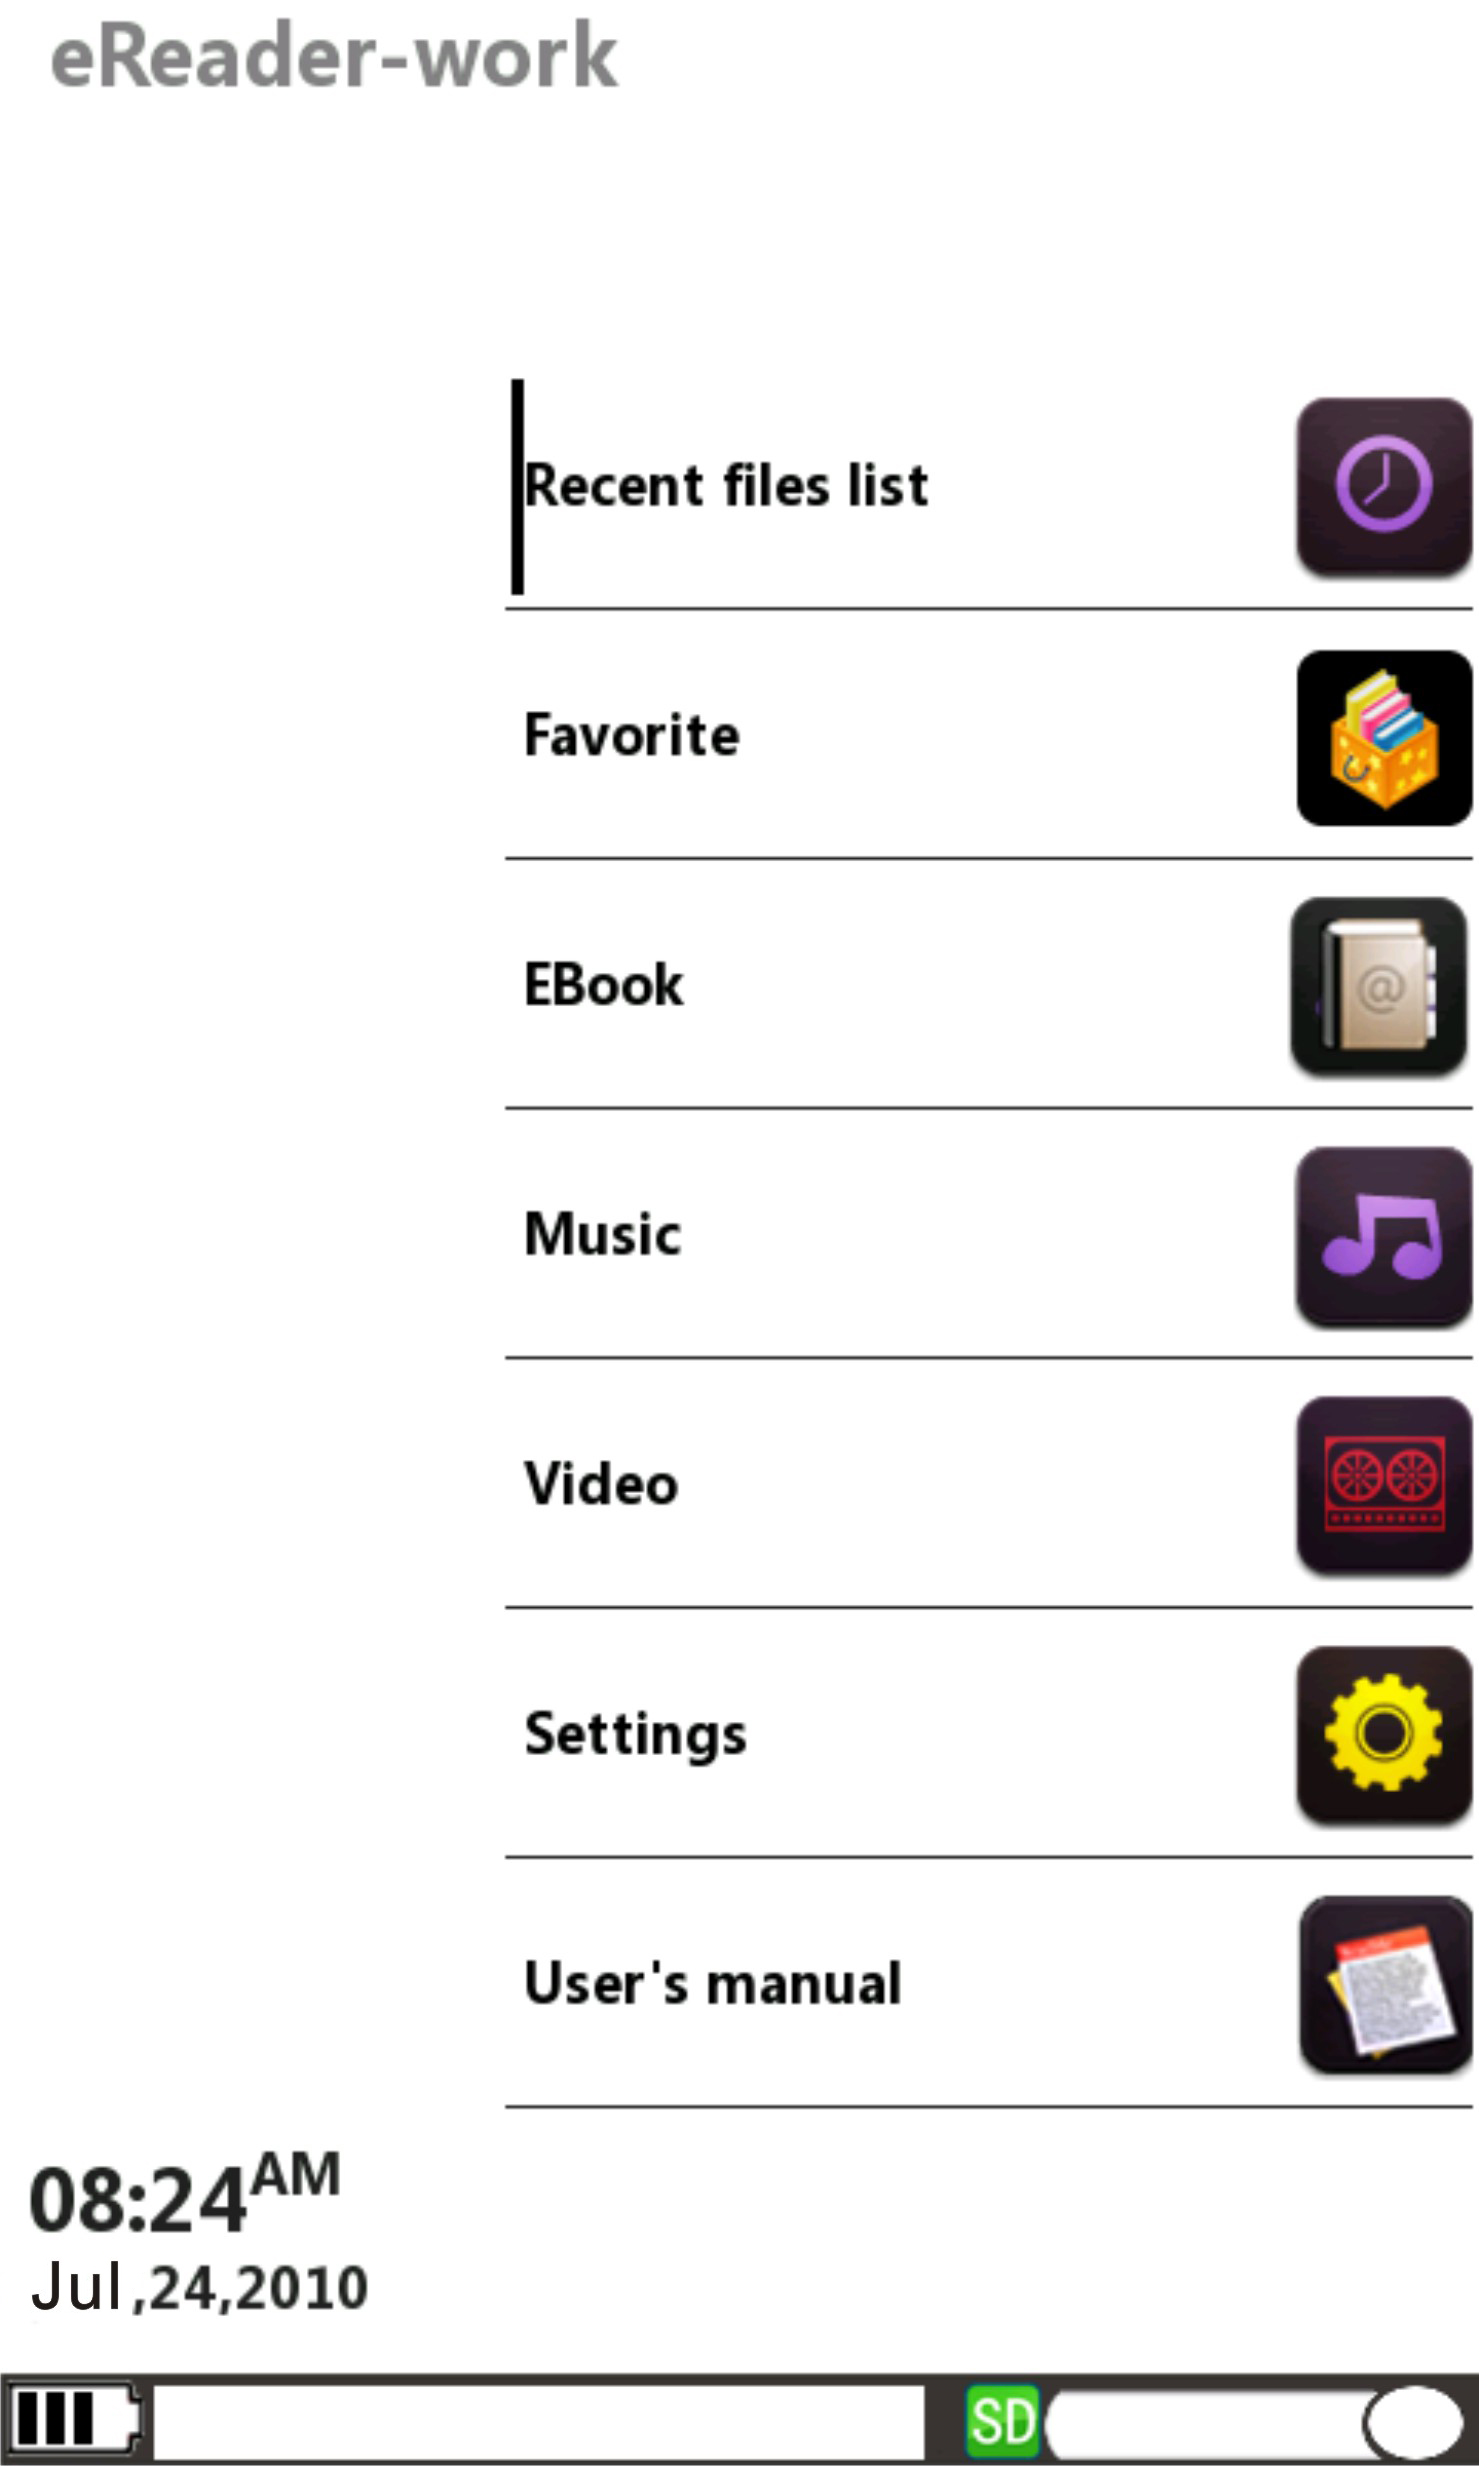 eReader-work
Recent files list
Favorite
EBook
@
Music
Video
Settings
User's manual
08:24AM
Jul,24,2010
SD